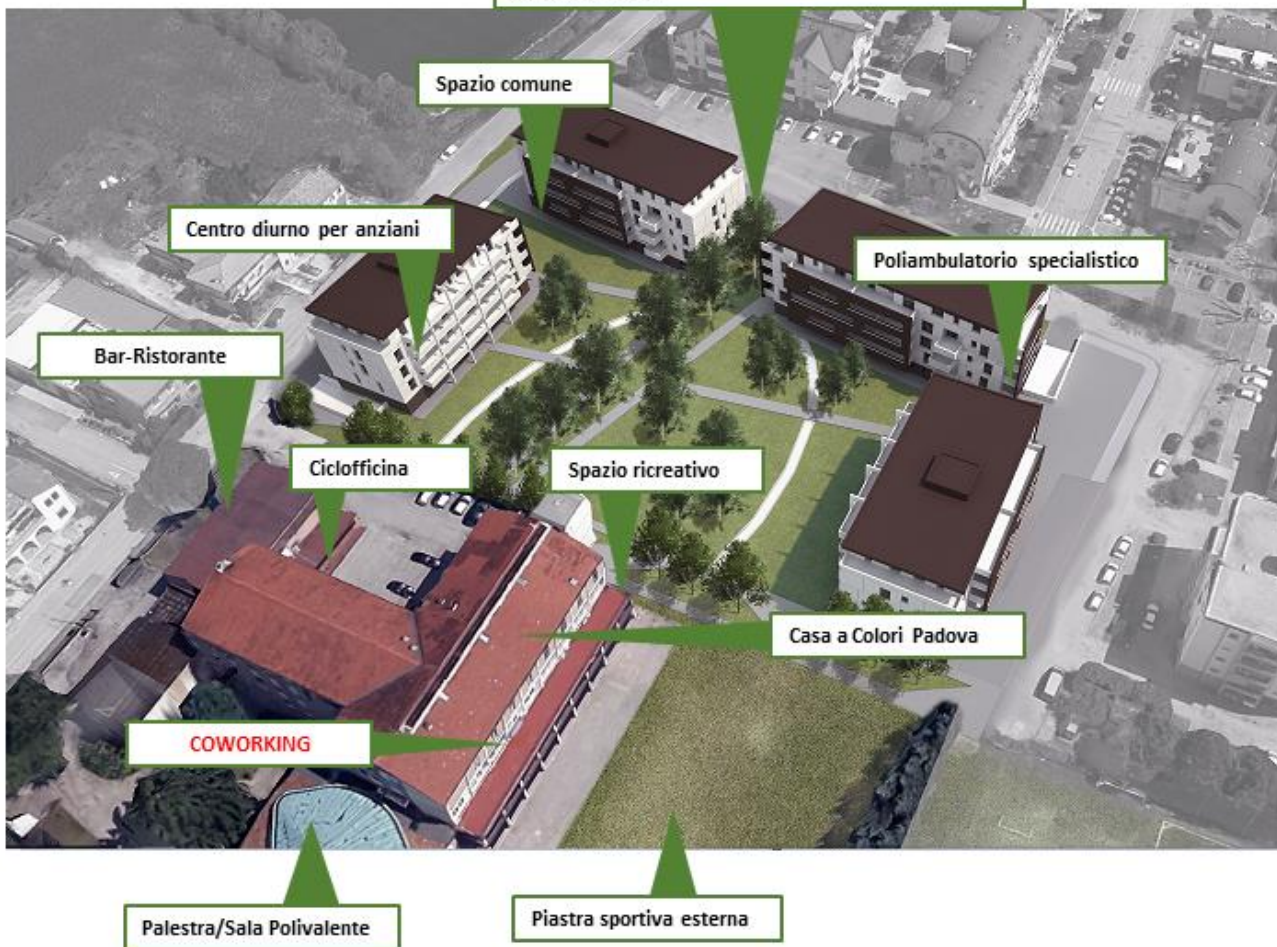 Spazio comune
Centro diurno per anziani
Poliambulatorio specialistico
Bar-Ristorante
Ciclofficina
Spazio ricreativo
Casa a Colori Padova
COWORKING
Palestra/Sala Polivalente
Piastra sportiva esterna